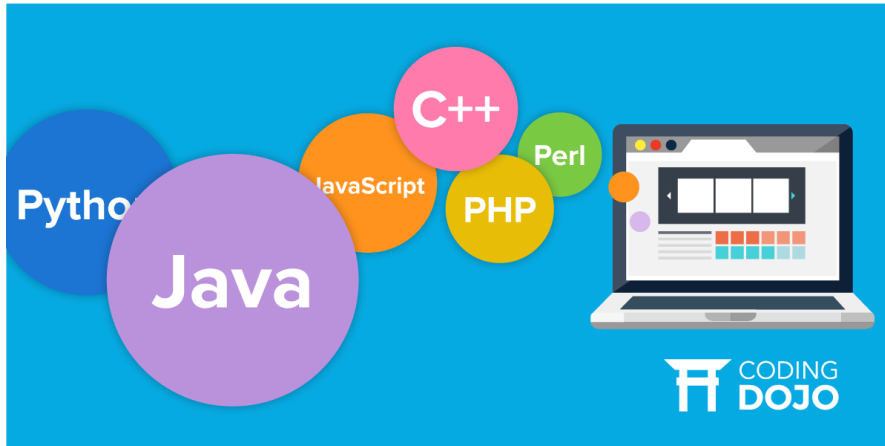 Pytho
Java
JavaScript
C++
PHP
Perl
CODING
DOJO